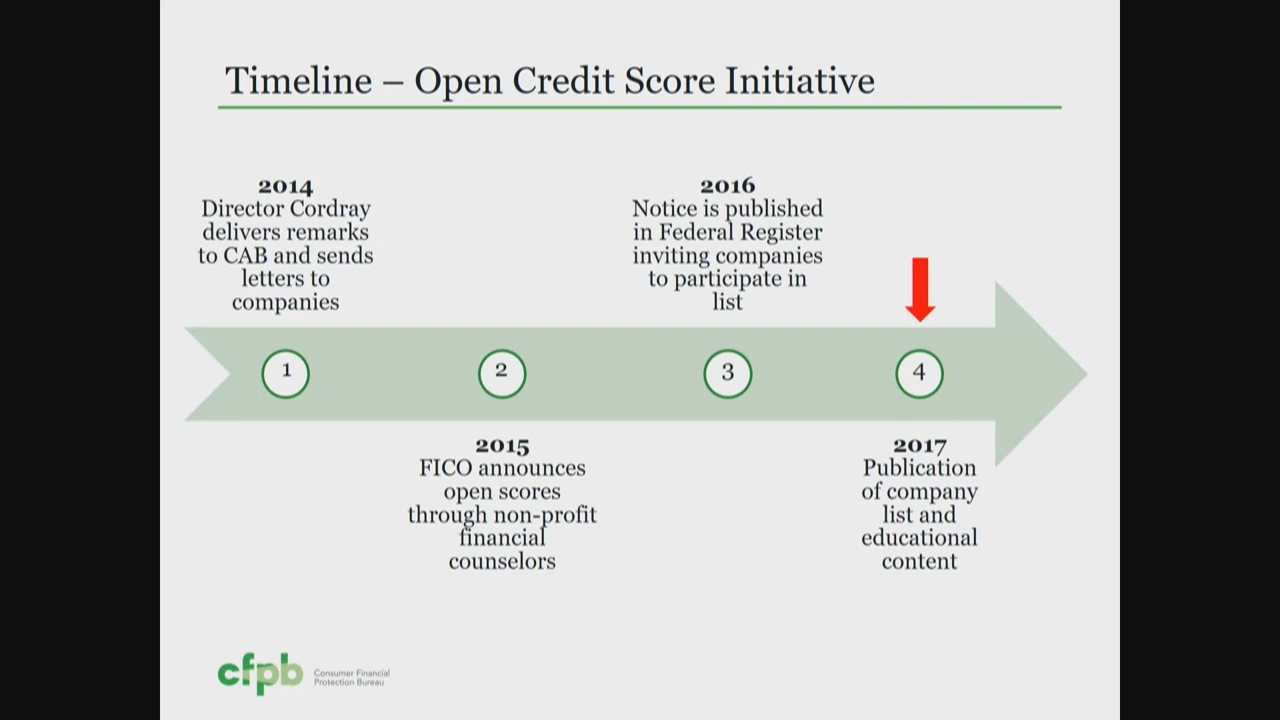 Timeline – Open Credit Score Initiative
2014
Director Cordray
delivers remarks
to CAB and sends
letters to
companies
2016
Notice is published
in Federal Register
inviting companies
to participate in
list
1
2
3
4
2015
FICO announces
open scores
through non-profit
financial
counselors
2017
Publication
of company
list and
educational
content
cfpb
Consumer Financial
Protection Bureau